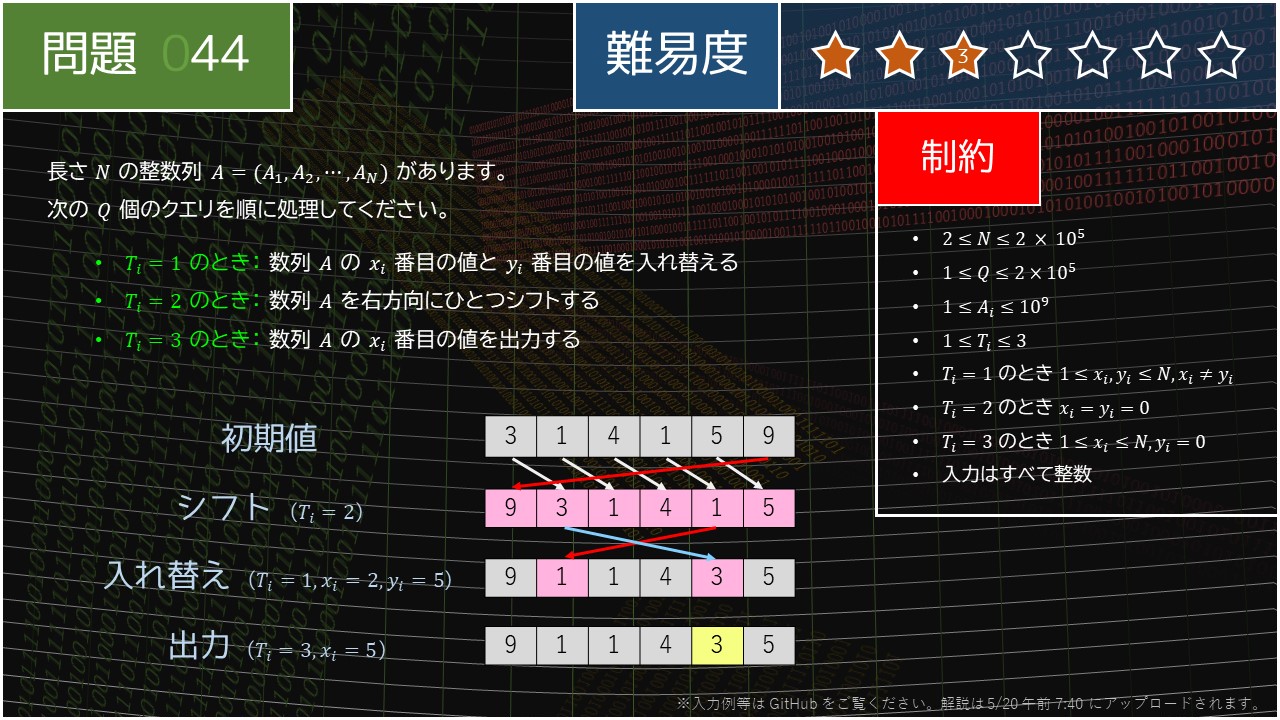 問題 044
難易度
3
制約
長さ N の整数列 A = (A₁, A₂, ⋯, A_N) があります。
次の Q 個のクエリを順に処理してください。
• T_i = 1 のとき: 数列 A の x_i 番目の値と y_i 番目の値を入れ替える
• T_i = 2 のとき: 数列 A を右方向にひとつシフトする
• T_i = 3 のとき: 数列 A の x_i 番目の値を出力する
• 2 ≤ N ≤ 2 × 10⁵
• 1 ≤ Q ≤ 2×10⁵
• 1 ≤ A_i ≤ 10⁹
• 1 ≤ T_i ≤ 3
• T_i = 1 のとき 1 ≤ x_i, y_i ≤ N, x_i ≠ y_i
• T_i = 2 のとき x_i = y_i = 0
• T_i = 3 のとき 1 ≤ x_i ≤ N, y_i = 0
• 入力はすべて整数
初期値 3 1 4 1 5 9
シフト (T_i = 2) 9 3 1 4 1 5
入れ替え (T_i = 1, x_i = 2, y_i = 5) 9 1 1 4 3 5
出力 (T_i = 3, x_i = 5) 9 1 1 4 3 5
※入力例等は GitHub をご覧ください。解説は 5/20 午前 7:40 にアップロードされます。